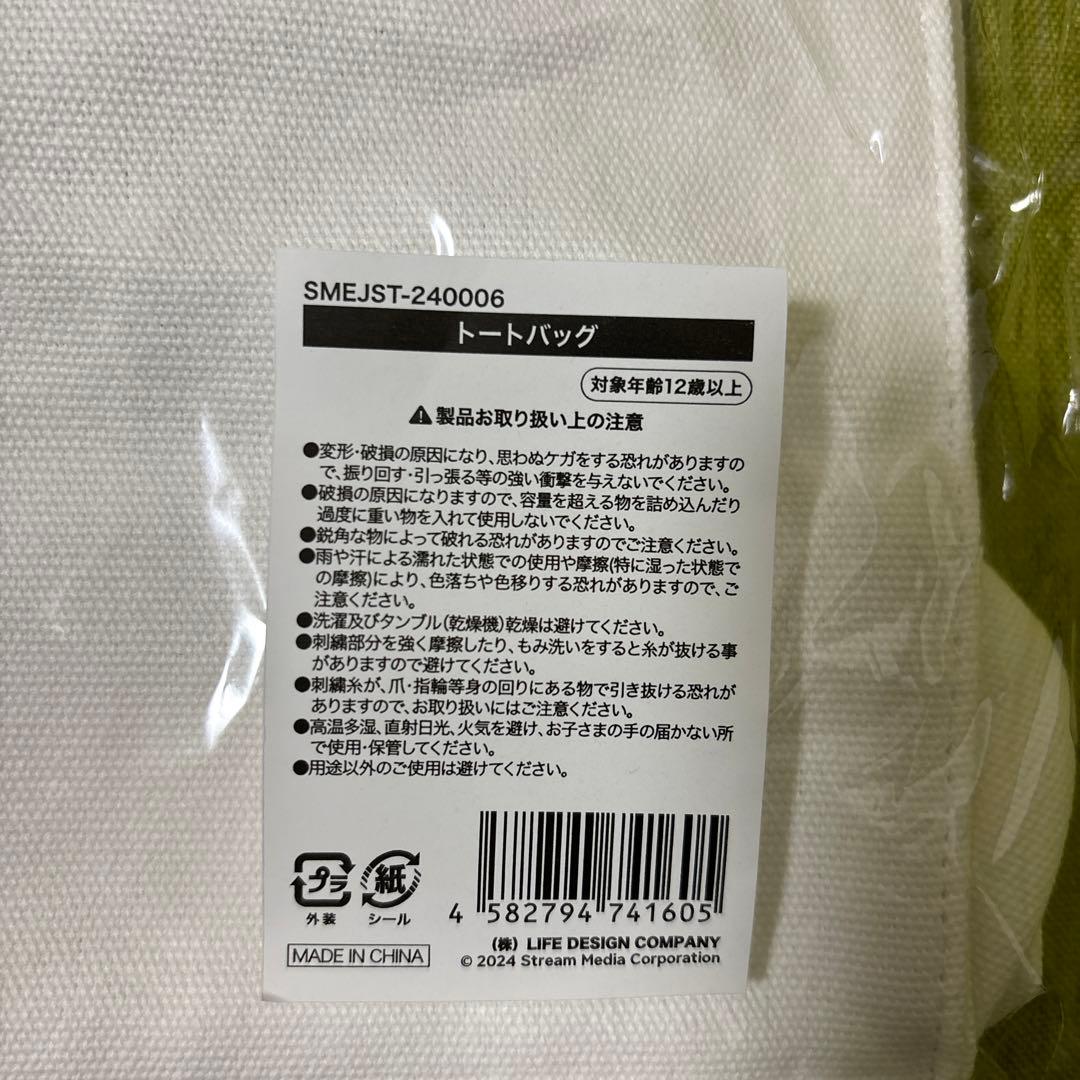 SMEJST-240006
トートバッグ
対象年齢12歳以上
⚠製品お取り扱い上の注意
●変形・破損の原因になり、思わぬケガをする恐れがありますの
で、振り回す・引っ張る等の強い衝撃を与えないでください。
●破損の原因になりますので、容量を超える物を詰め込んだり
過度に重い物を入れて使用しないでください。
●鋭角な物によって破れる恐れがありますのでご注意ください。
●雨や汗による濡れた状態での使用や摩擦(特に湿った状態で
の摩擦)により、色落ちや色移りする恐れがありますので、ご
注意ください。
●洗濯及びタンブル(乾燥機)乾燥は避けてください。
●刺繍部分を強く摩擦したり、もみ洗いをすると糸が抜ける事
がありますので避けてください。
●刺繍糸が、爪・指輪等身の回りにある物で引き抜ける恐れが
ありますので、お取り扱いにはご注意ください。
●高温多湿、直射日光、火気を避け、お子さまの手の届かない所
で使用・保管してください。
●用途以外のご使用は避けてください。
プラ 紙
外装 シール
4 582794 741605
MADE IN CHINA
(株) LIFE DESIGN COMPANY
© 2024 Stream Media Corporation